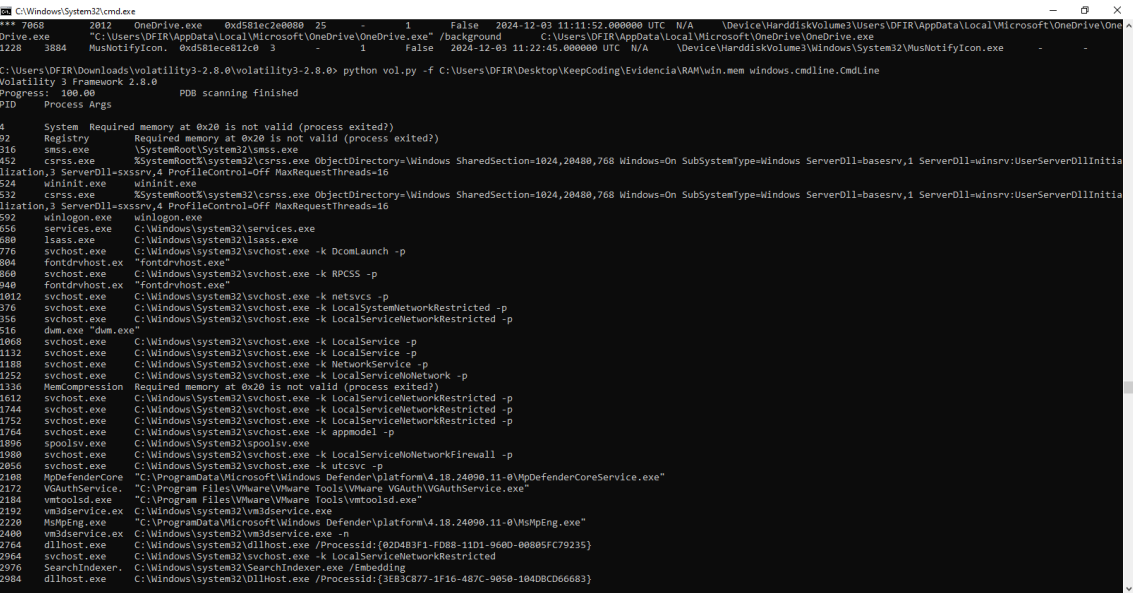 C:\Windows\System32\cmd.exe
*** 7068 2012 OneDrive.exe 0xd581ec2e0080 25 - 1 False 2024-12-03 11:11:52.000000 UTC N/A \Device\HarddiskVolume3\Users\DFIR\AppData\Local\Microsoft\OneDrive\One
Drive.exe "C:\Users\DFIR\AppData\Local\Microsoft\OneDrive\OneDrive.exe" /background C:\Users\DFIR\AppData\Local\Microsoft\OneDrive\OneDrive.exe
1228 3884 MusNotifyIcon. 0xd581ece812c0 3 - 1 False 2024-12-03 11:22:45.000000 UTC N/A \Device\HarddiskVolume3\Windows\System32\MusNotifyIcon.exe - -
C:\Users\DFIR\Downloads\volatility3-2.8.0\volatility3-2.8.0> python vol.py -f C:\Users\DFIR\Desktop\KeepCoding\Evidencia\RAM\win.mem windows.cmdline.CmdLine
Volatility 3 Framework 2.8.0
Progress: 100.00 PDB scanning finished
PID Process Args
4 System Required memory at 0x20 is not valid (process exited?)
92 Registry Required memory at 0x20 is not valid (process exited?)
316 smss.exe \SystemRoot\System32\smss.exe
452 csrss.exe %SystemRoot%\system32\csrss.exe ObjectDirectory=\Windows SharedSection=1024,20480,768 Windows=On SubSystemType=Windows ServerDll=basesrv,1 ServerDll=winsrv:UserServerDllInitia
lization,3 ServerDll=sxssrv,4 ProfileControl=Off MaxRequestThreads=16
524 wininit.exe wininit.exe
532 csrss.exe %SystemRoot%\system32\csrss.exe ObjectDirectory=\Windows SharedSection=1024,20480,768 Windows=On SubSystemType=Windows ServerDll=basesrv,1 ServerDll=winsrv:UserServerDllInitia
lization,3 ServerDll=sxssrv,4 ProfileControl=Off MaxRequestThreads=16
592 winlogon.exe winlogon.exe
656 services.exe C:\Windows\system32\services.exe
680 lsass.exe C:\Windows\system32\lsass.exe
776 svchost.exe C:\Windows\system32\svchost.exe -k DcomLaunch -p
804 fontdrvhost.ex "fontdrvhost.exe"
860 svchost.exe C:\Windows\system32\svchost.exe -k RPCSS -p
940 fontdrvhost.ex "fontdrvhost.exe"
1012 svchost.exe C:\Windows\system32\svchost.exe -k netsvcs -p
376 svchost.exe C:\Windows\System32\svchost.exe -k LocalSystemNetworkRestricted -p
356 svchost.exe C:\Windows\System32\svchost.exe -k LocalServiceNetworkRestricted -p
516 dwm.exe "dwm.exe"
1068 svchost.exe C:\Windows\system32\svchost.exe -k LocalService -p
1132 svchost.exe C:\Windows\system32\svchost.exe -k LocalService -p
1188 svchost.exe C:\Windows\System32\svchost.exe -k NetworkService -p
1252 svchost.exe C:\Windows\system32\svchost.exe -k LocalServiceNoNetwork -p
1336 MemCompression Required memory at 0x20 is not valid (process exited?)
1612 svchost.exe C:\Windows\System32\svchost.exe -k LocalServiceNetworkRestricted -p
1744 svchost.exe C:\Windows\system32\svchost.exe -k LocalServiceNetworkRestricted -p
1752 svchost.exe C:\Windows\system32\svchost.exe -k LocalServiceNetworkRestricted -p
1764 svchost.exe C:\Windows\system32\svchost.exe -k appmodel -p
1896 spoolsv.exe C:\Windows\System32\spoolsv.exe
1980 svchost.exe C:\Windows\system32\svchost.exe -k LocalServiceNoNetworkFirewall -p
2056 svchost.exe C:\Windows\System32\svchost.exe -k utcsvc -p
2108 MpDefenderCore "C:\ProgramData\Microsoft\Windows Defender\platform\4.18.24090.11-0\MpDefenderCoreService.exe"
2172 VGAuthService. "C:\Program Files\VMware\VMware Tools\VMware VGAuth\VGAuthService.exe"
2184 vmtoolsd.exe "C:\Program Files\VMware\VMware Tools\vmtoolsd.exe"
2192 vm3dservice.ex C:\Windows\system32\vm3dservice.exe
2220 MsMpEng.exe "C:\ProgramData\Microsoft\Windows Defender\platform\4.18.24090.11-0\MsMpEng.exe"
2400 vm3dservice.ex C:\Windows\system32\vm3dservice.exe -n
2764 dllhost.exe C:\Windows\system32\dllhost.exe /Processid:{02D4B3F1-FD88-11D1-960D-00805FC79235}
2964 svchost.exe C:\Windows\system32\svchost.exe -k LocalServiceNetworkRestricted
2976 SearchIndexer. C:\Windows\system32\SearchIndexer.exe /Embedding
2984 dllhost.exe C:\Windows\system32\DllHost.exe /Processid:{3EB3C877-1F16-487C-9050-104DBCD66683}